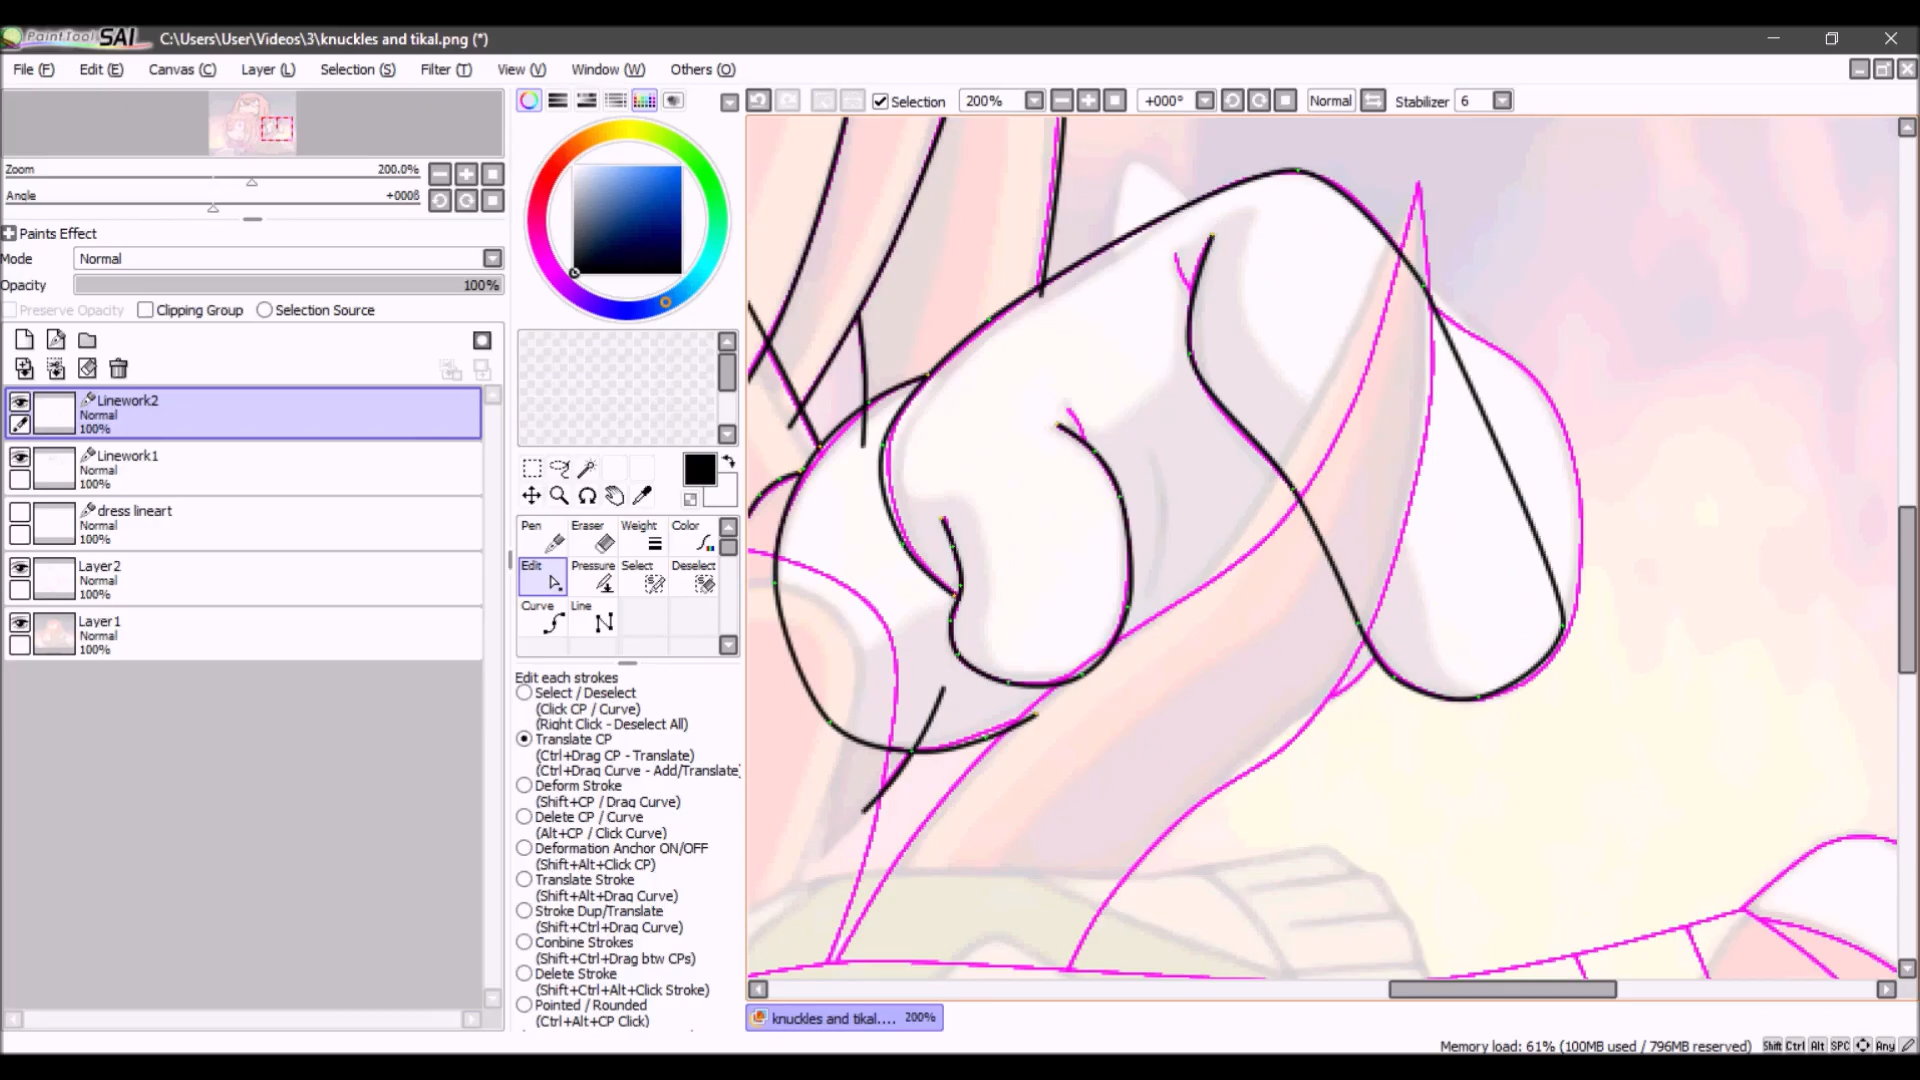 PaintTool SAI C:\Users\User\Videos\3\knuckles and tikal.png (*)
File (F) Edit (E) Canvas (C) Layer (L) Selection (S) Filter (T) View (V) Window (W) Others (O)
Selection 200% +000° Normal Stabilizer 6
Zoom 200.0%
Angle +000ß
Paints Effect
Mode Normal
Opacity 100%
Preserve Opacity Clipping Group Selection Source
Linework2
Normal
100%
Linework1
Normal
100%
dress lineart
Normal
100%
Layer2
Normal
100%
Layer1
Normal
100%
Pen Eraser Weight Color
Edit Pressure Select Deselect
Curve Line
Edit each strokes
Select / Deselect
(Click CP / Curve)
(Right Click - Deselect All)
Translate CP
(Ctrl+Drag CP - Translate)
(Ctrl+Drag Curve - Add/Translate)
Deform Stroke
(Shift+CP / Drag Curve)
Delete CP / Curve
(Alt+CP / Click Curve)
Deformation Anchor ON/OFF
(Shift+Alt+Click CP)
Translate Stroke
(Shift+Alt+Drag Curve)
Stroke Dup/Translate
(Shift+Ctrl+Drag Curve)
Conbine Strokes
(Shift+Ctrl+Drag btw CPs)
Delete Stroke
(Shift+Ctrl+Alt+Click Stroke)
Pointed / Rounded
(Ctrl+Alt+CP Click)
knuckles and tikal.... 200%
Memory load: 61% (100MB used / 796MB reserved) Shift Ctrl Alt SPC Any